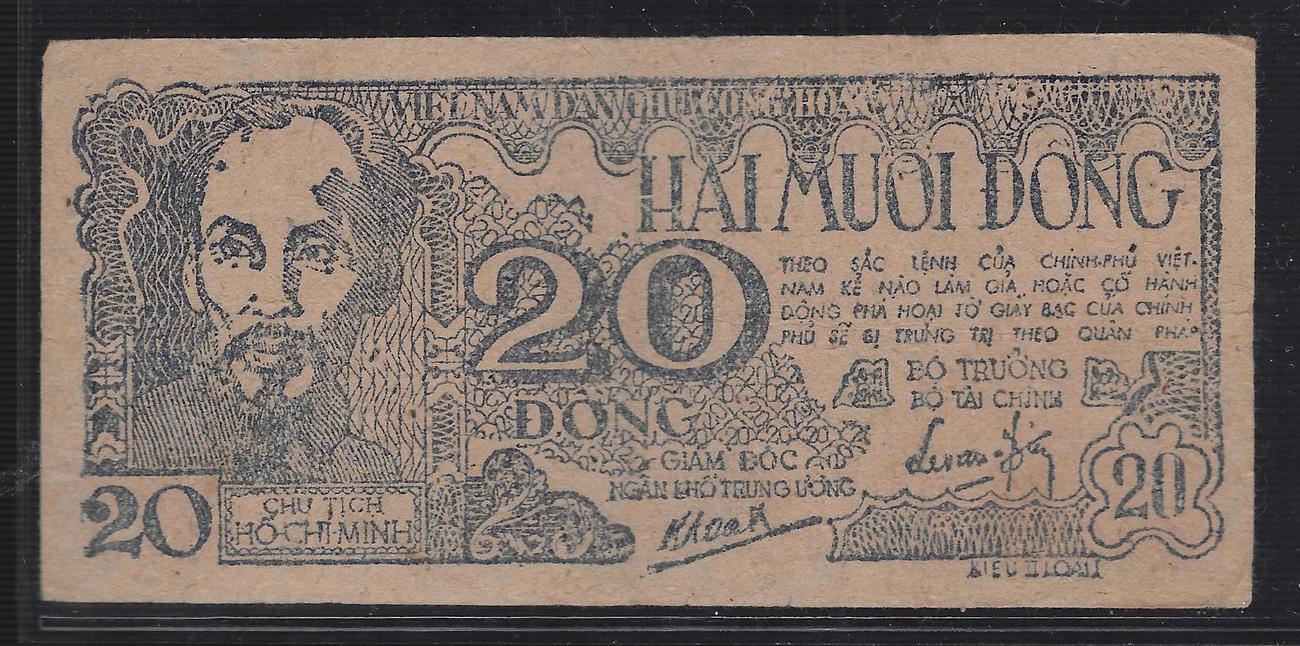 VIỆT NAM DÂN CHỦ CỘNG HÒA
HAI MƯƠI ĐỒNG
20
THEO SẮC LỆNH CỦA CHÍNH-PHỦ VIỆT-
NAM KẺ NÀO LÀM GIẢ HOẶC CÓ HÀNH
ĐỘNG PHÁ HOẠI TỜ GIẤY BẠC CỦA CHÍNH
PHỦ SẼ BỊ TRỪNG TRỊ THEO QUÂN PHÁP
BỘ TRƯỞNG
BỘ TÀI CHÍNH
ĐỒNG
GIÁM ĐỐC
NGÂN KHỐ TRUNG ƯƠNG
20
CHỦ TỊCH
HỒ-CHÍ-MINH
20
KIỂU II LOẠI I